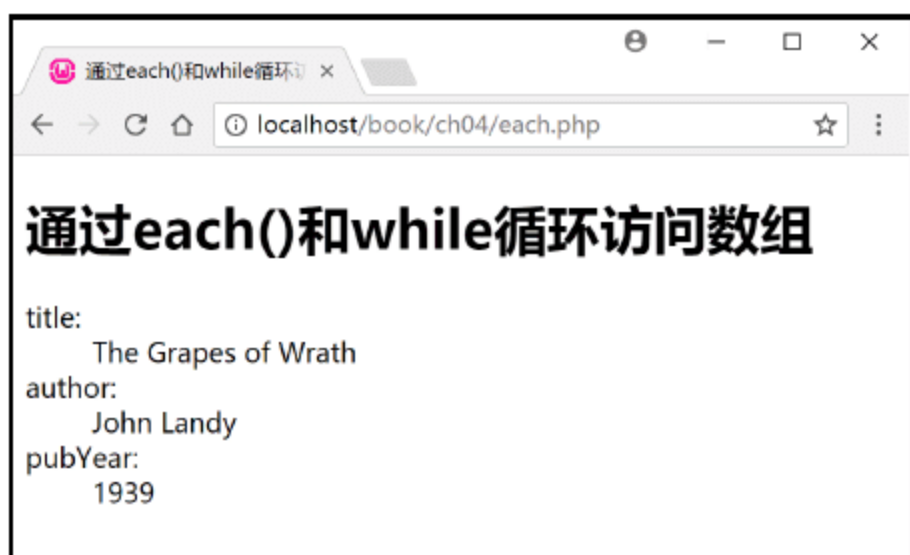 通过each()和while循环
localhost/book/ch04/each.php
通过each()和while循环访问数组
title:
The Grapes of Wrath
author:
John Landy
pubYear:
1939